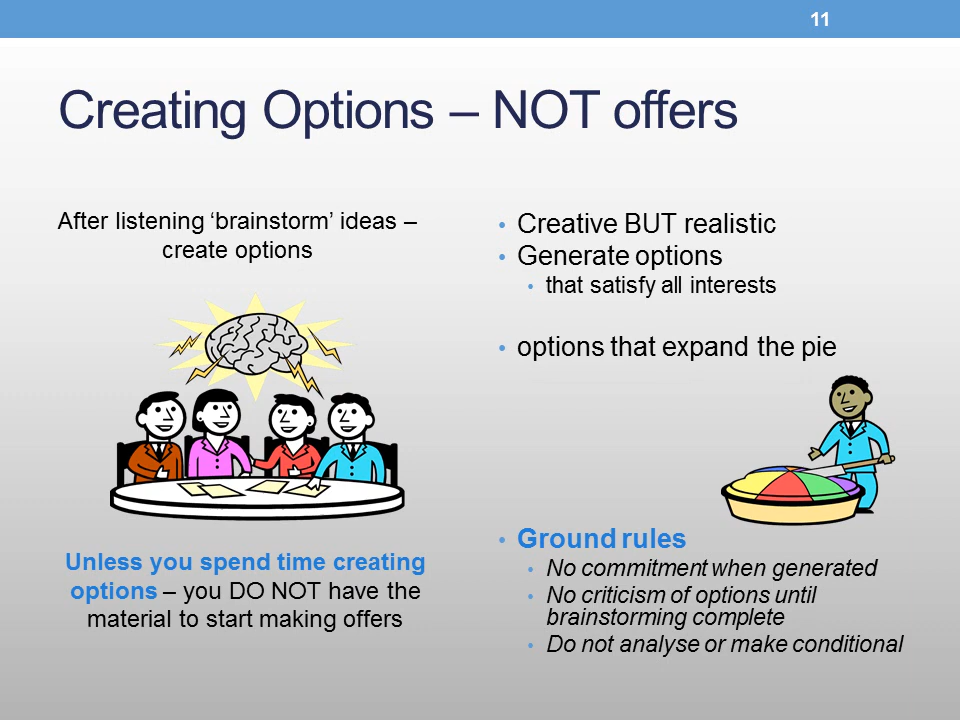 11
Creating Options – NOT offers
After listening ‘brainstorm’ ideas –
create options
Unless you spend time creating
options – you DO NOT have the
material to start making offers
• Creative BUT realistic
• Generate options
• that satisfy all interests
• options that expand the pie
• Ground rules
• No commitment when generated
• No criticism of options until
brainstorming complete
• Do not analyse or make conditional